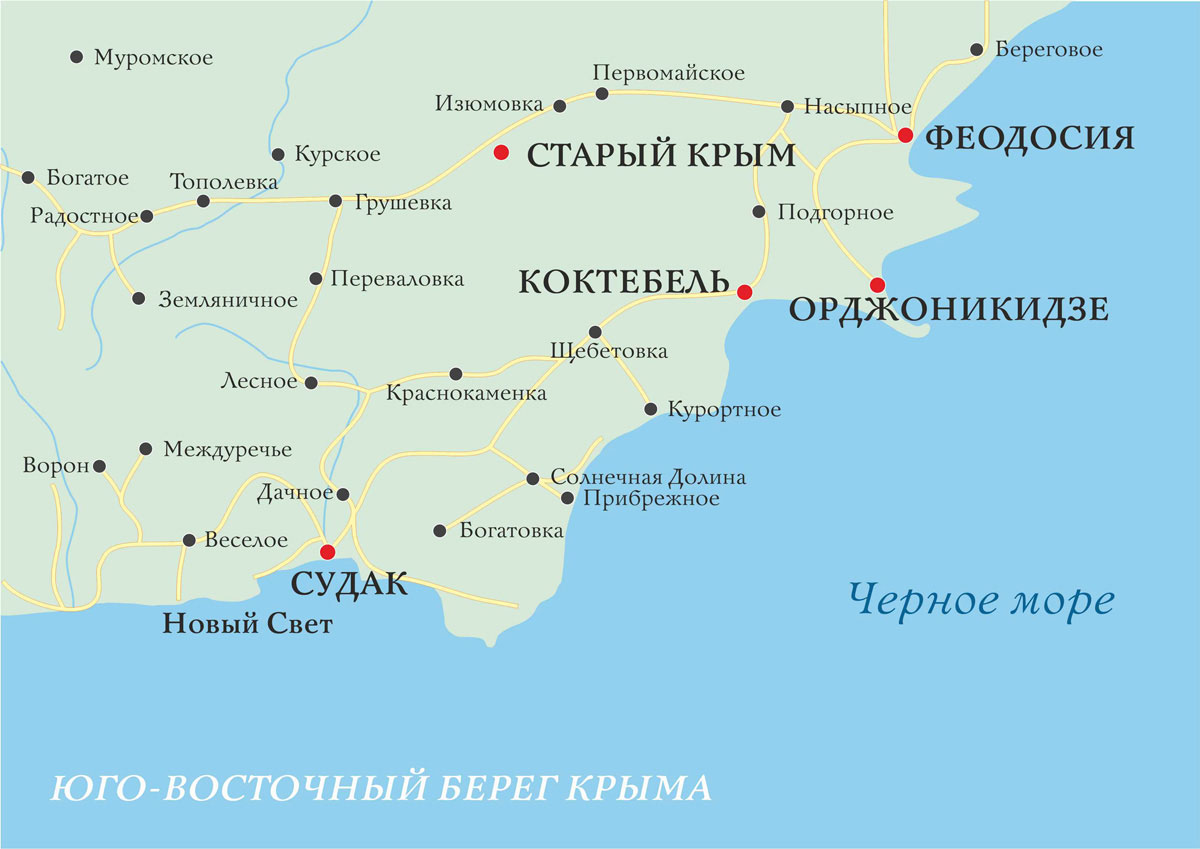 Береговое
Муромское
Первомайское
Изюмовка
Насыпное
ФЕОДОСИЯ
СТАРЫЙ КРЫМ
Курское
Богатое
Тополевка
Грушевка
Радостное
Подгорное
Переваловка
КОКТЕБЕЛЬ
Земляничное
ОРДЖОНИКИДЗЕ
Щебетовка
Лесное
Краснокаменка
Курортное
Междуречье
Ворон
Солнечная Долина
Дачное
Прибрежное
Богатовка
Веселое
СУДАК
Черное море
Новый Свет
ЮГО-ВОСТОЧНЫЙ БЕРЕГ КРЫМА